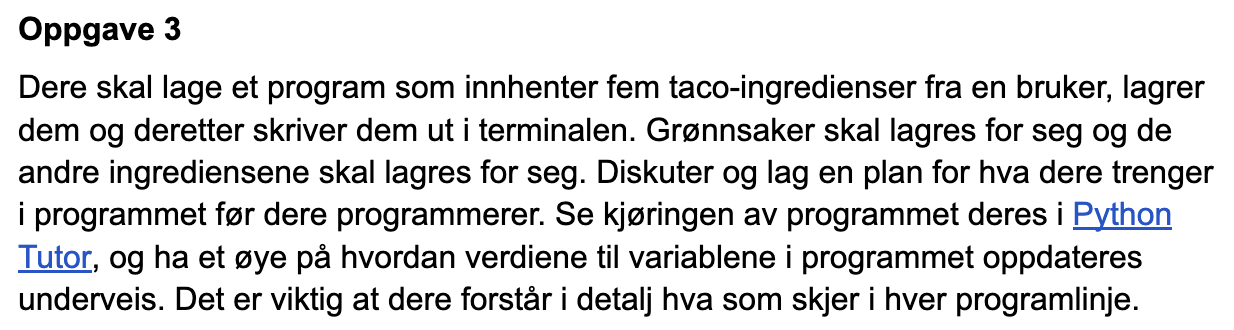 Oppgave 3
Dere skal lage et program som innhenter fem taco-ingredienser fra en bruker, lagrer
dem og deretter skriver dem ut i terminalen. Grønnsaker skal lagres for seg og de
andre ingrediensene skal lagres for seg. Diskuter og lag en plan for hva dere trenger
i programmet før dere programmerer. Se kjøringen av programmet deres i Python
Tutor, og ha et øye på hvordan verdiene til variablene i programmet oppdateres
underveis. Det er viktig at dere forstår i detalj hva som skjer i hver programlinje.